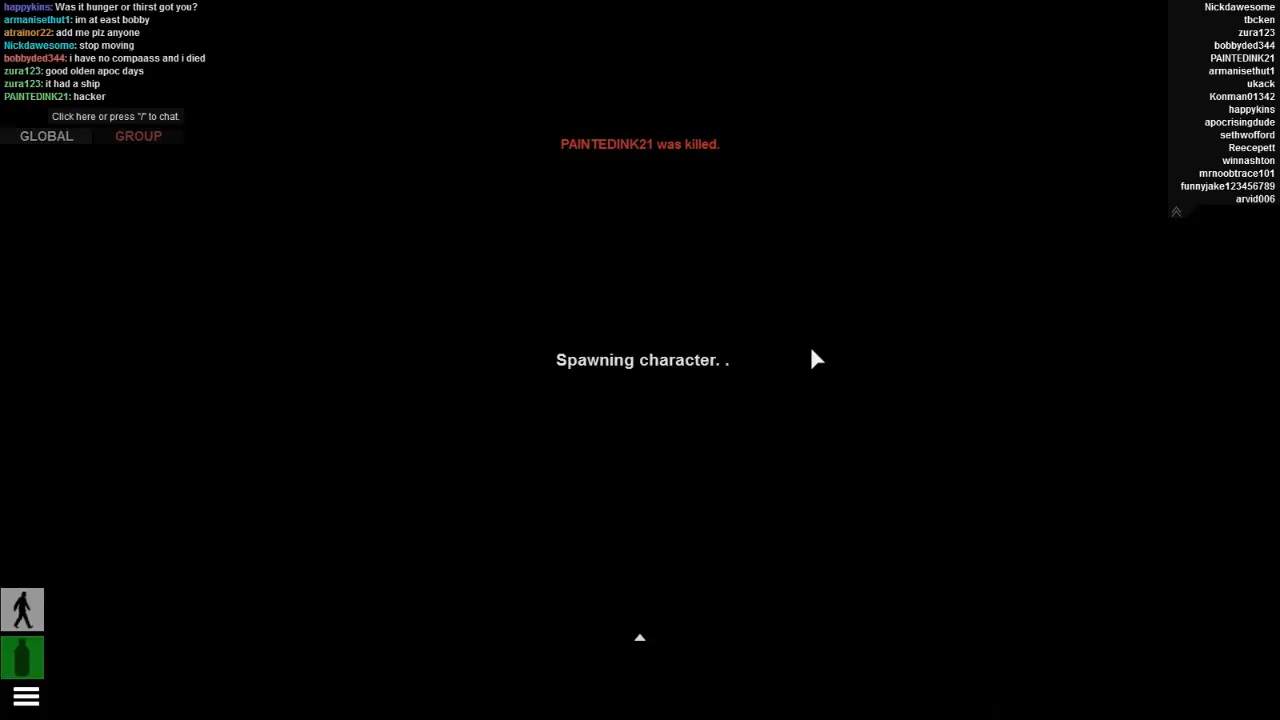 happykins: Was it hunger or thirst got you?
armanisethut1: im at east bobby
atrainor22: add me plz anyone
Nickdawesome: stop moving
bobbyded344: i have no compaass and i died
zura123: good olden apoc days
zura123: it had a ship
PAINTEDINK21: hacker
Click here or press "/" to chat.
GLOBAL GROUP
PAINTEDINK21 was killed.
Spawning character. .
Nickdawesome
tbcken
zura123
bobbyded344
PAINTEDINK21
armanisethut1
ukack
Konman01342
happykins
apocrisingdude
sethwofford
Reecepett
winnashton
mrnoobtrace101
funnyjake123456789
arvid006